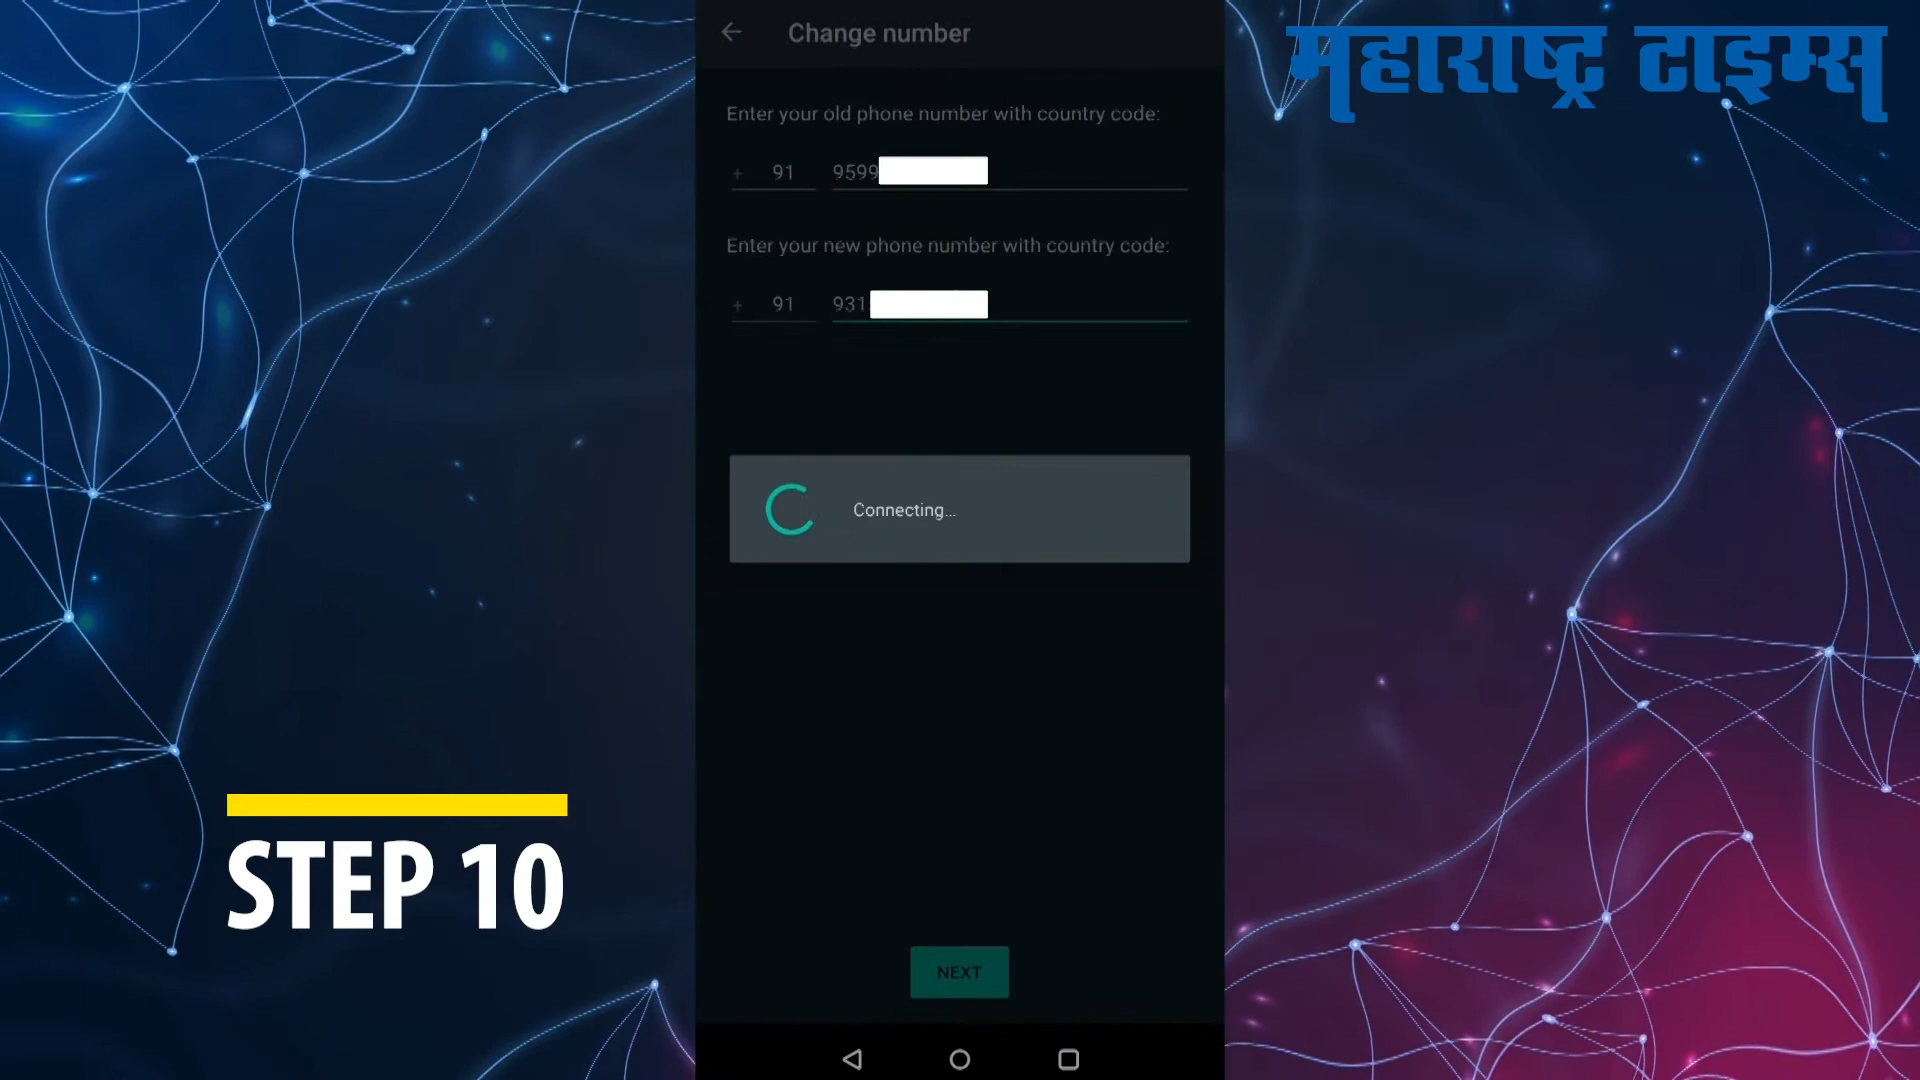 महाराष्ट्र टाइम्स
Change number
Enter your old phone number with country code:
+ 91 9599
Enter your new phone number with country code:
+ 91 931
Connecting...
STEP 10
NEXT